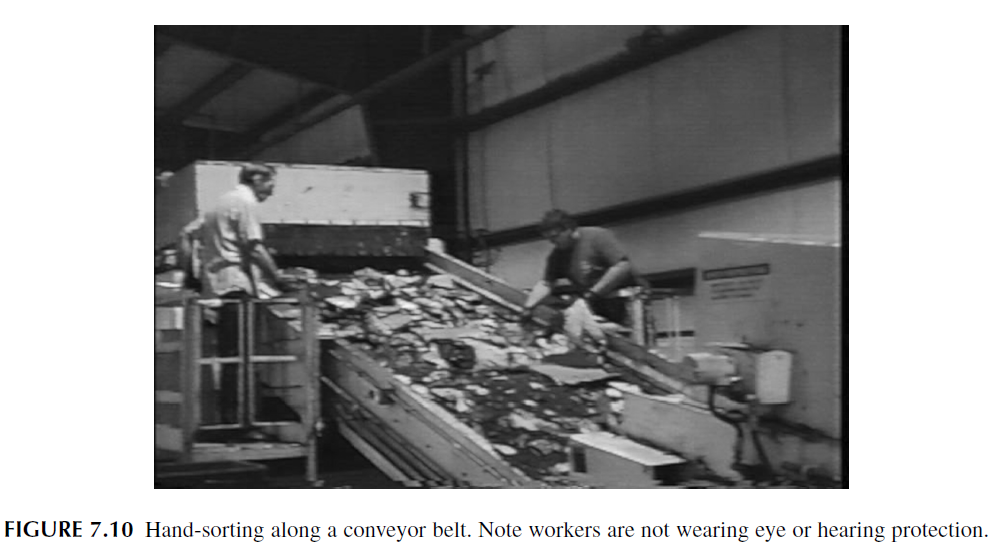 FIGURE 7.10 Hand-sorting along a conveyor belt. Note workers are not wearing eye or hearing protection.